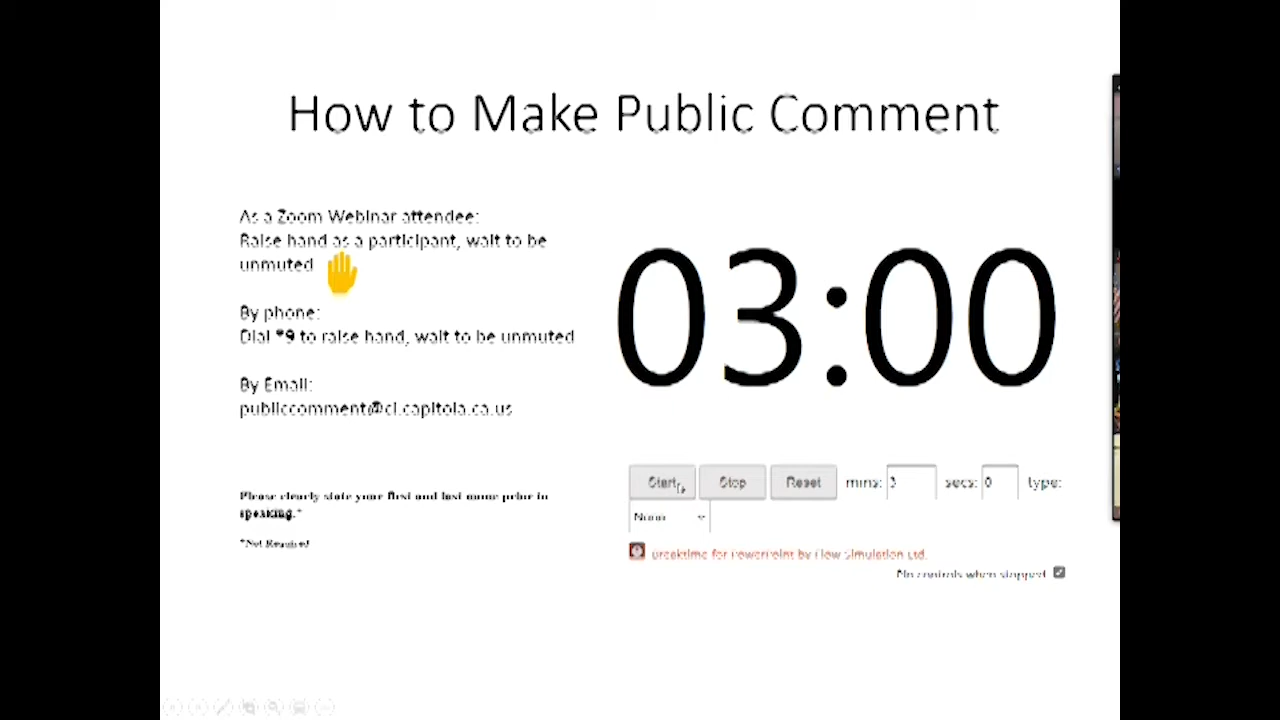 How to Make Public Comment
As a Zoom Webinar attendee:
Raise hand as a participant, wait to be
unmuted
By phone:
Dial *9 to raise hand, wait to be unmuted
By Email:
publiccomment@ci.capitola.ca.us
Please clearly state your first and last name prior to
speaking.*
*Not Required
03:00
Start Stop Reset mins: 3 secs: 0 type:
None
Breaktime for PowerPoint by Flow Simulation Ltd.
No controls when stopped